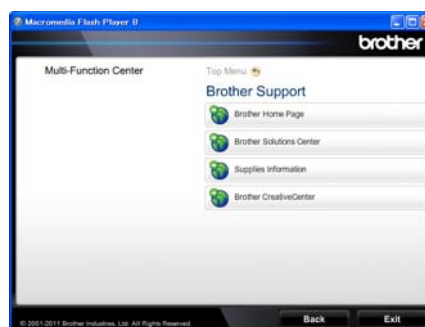 Macromedia Flash Player 8
brother
Multi-Function Center
Top Menu
Brother Support
Brother Home Page
Brother Solutions Center
Supplies Information
Brother CreativeCenter
© 2001-2011 Brother Industries, Ltd. All Rights Reserved.
Back
Exit